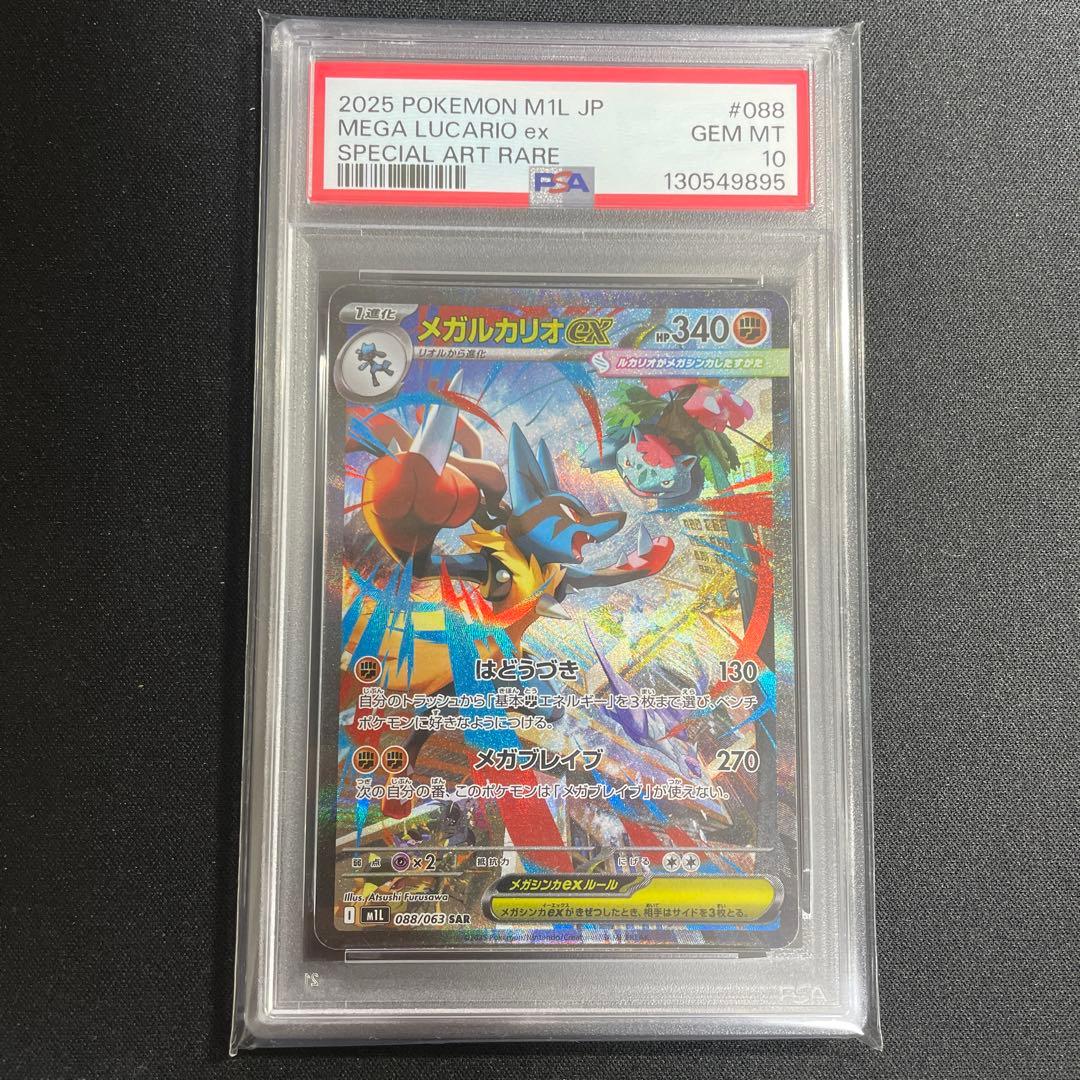 2025 POKEMON M1L JP #088
MEGA LUCARIO ex GEM MT
SPECIAL ART RARE 10
PSA 130549895
1進化 メガルカリオex HP340
リオルから進化
ルカリオがメガシンカしたすがた
はどうづき 130
自分のトラッシュから「基本エネルギー」を3枚まで選び、ベンチ
ポケモンに好きなようにつける。
メガブレイブ 270
次の自分の番、このポケモンは「メガブレイブ」が使えない。
弱点 ×2 抵抗力 にげる
メガシンカexルール
メガシンカexがきぜつしたとき、相手はサイドを3枚とる。
Illus. Atsushi Furusawa
I M1L 088/063 SAR
©2025 Pokémon/Nintendo/Creatures/GAME FREAK
PSA